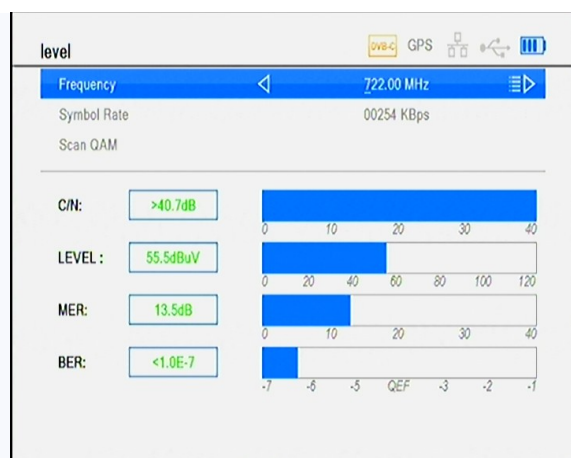 level DVB-C GPS
Frequency 722.00 MHz
Symbol Rate 00254 KBps
Scan QAM
C/N: >40.7dB
0 10 20 30 40
LEVEL : 55.5dBuV
0 20 40 60 80 100 120
MER: 13.5dB
0 10 20 30 40
BER: <1.0E-7
-7 -6 -5 QEF -3 -2 -1